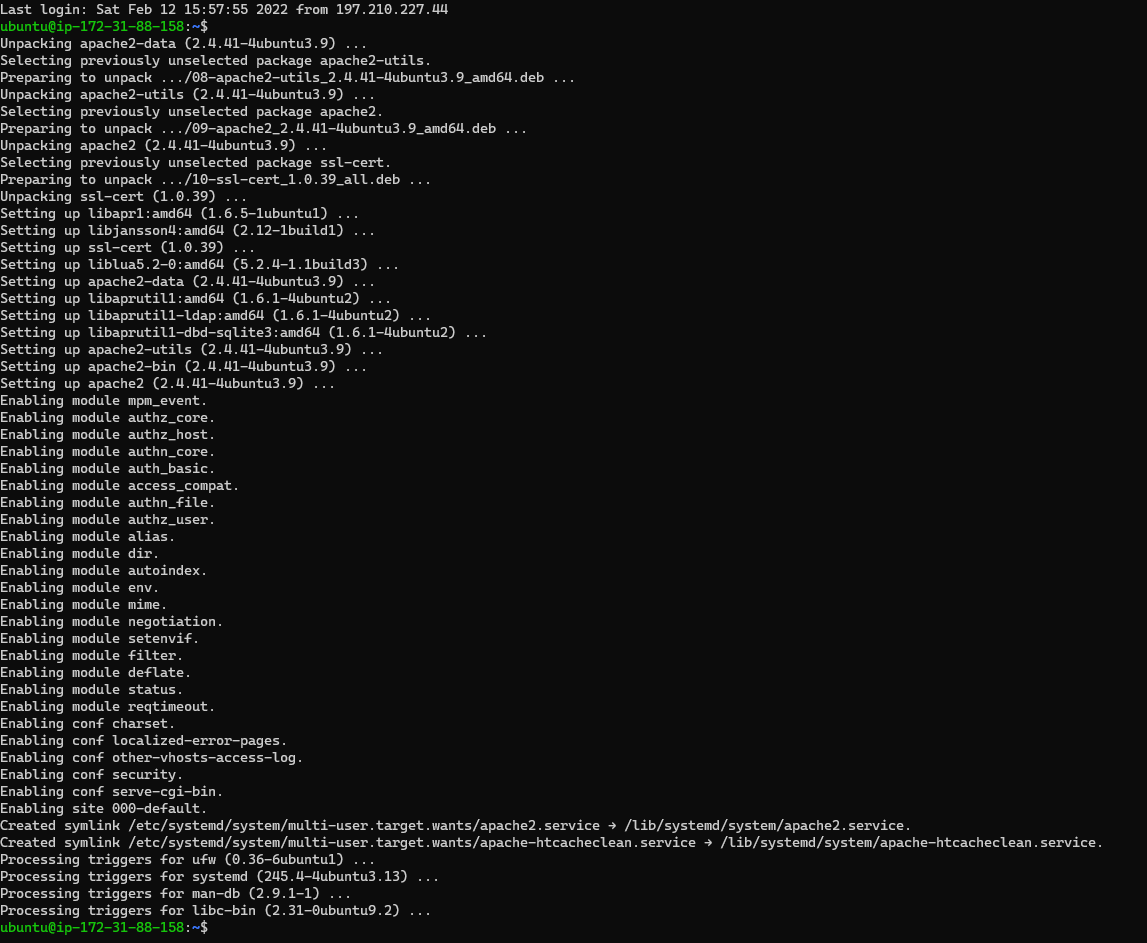 Last login: Sat Feb 12 15:57:55 2022 from 197.210.227.44
ubuntu@ip-172-31-88-158:~$
Unpacking apache2-data (2.4.41-4ubuntu3.9) ...
Selecting previously unselected package apache2-utils.
Preparing to unpack .../08-apache2-utils_2.4.41-4ubuntu3.9_amd64.deb ...
Unpacking apache2-utils (2.4.41-4ubuntu3.9) ...
Selecting previously unselected package apache2.
Preparing to unpack .../09-apache2_2.4.41-4ubuntu3.9_amd64.deb ...
Unpacking apache2 (2.4.41-4ubuntu3.9) ...
Selecting previously unselected package ssl-cert.
Preparing to unpack .../10-ssl-cert_1.0.39_all.deb ...
Unpacking ssl-cert (1.0.39) ...
Setting up libapr1:amd64 (1.6.5-1ubuntu1) ...
Setting up libjansson4:amd64 (2.12-1build1) ...
Setting up ssl-cert (1.0.39) ...
Setting up liblua5.2-0:amd64 (5.2.4-1.1build3) ...
Setting up apache2-data (2.4.41-4ubuntu3.9) ...
Setting up libaprutil1:amd64 (1.6.1-4ubuntu2) ...
Setting up libaprutil1-ldap:amd64 (1.6.1-4ubuntu2) ...
Setting up libaprutil1-dbd-sqlite3:amd64 (1.6.1-4ubuntu2) ...
Setting up apache2-utils (2.4.41-4ubuntu3.9) ...
Setting up apache2-bin (2.4.41-4ubuntu3.9) ...
Setting up apache2 (2.4.41-4ubuntu3.9) ...
Enabling module mpm_event.
Enabling module authz_core.
Enabling module authz_host.
Enabling module authn_core.
Enabling module auth_basic.
Enabling module access_compat.
Enabling module authn_file.
Enabling module authz_user.
Enabling module alias.
Enabling module dir.
Enabling module autoindex.
Enabling module env.
Enabling module mime.
Enabling module negotiation.
Enabling module setenvif.
Enabling module filter.
Enabling module deflate.
Enabling module status.
Enabling module reqtimeout.
Enabling conf charset.
Enabling conf localized-error-pages.
Enabling conf other-vhosts-access-log.
Enabling conf security.
Enabling conf serve-cgi-bin.
Enabling site 000-default.
Created symlink /etc/systemd/system/multi-user.target.wants/apache2.service → /lib/systemd/system/apache2.service.
Created symlink /etc/systemd/system/multi-user.target.wants/apache-htcacheclean.service → /lib/systemd/system/apache-htcacheclean.service.
Processing triggers for ufw (0.36-6ubuntu1) ...
Processing triggers for systemd (245.4-4ubuntu3.13) ...
Processing triggers for man-db (2.9.1-1) ...
Processing triggers for libc-bin (2.31-0ubuntu9.2) ...
ubuntu@ip-172-31-88-158:~$